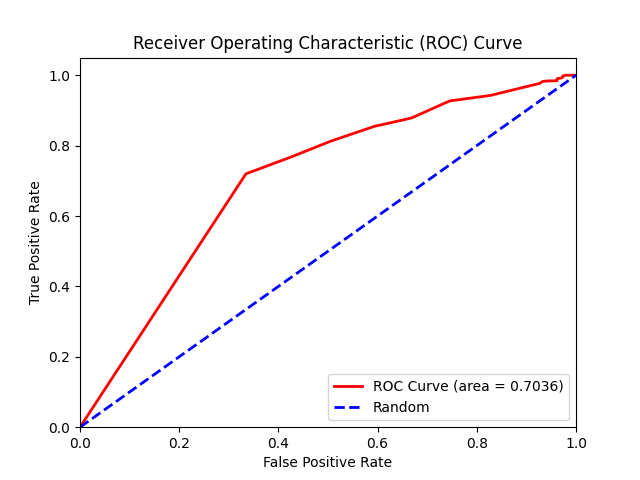 Receiver Operating Characteristic (ROC) Curve
1.0
0.8
0.6
0.4
0.2
0.0
True Positive Rate
ROC Curve (area = 0.7036)
Random
0.0 0.2 0.4 0.6 0.8 1.0
False Positive Rate